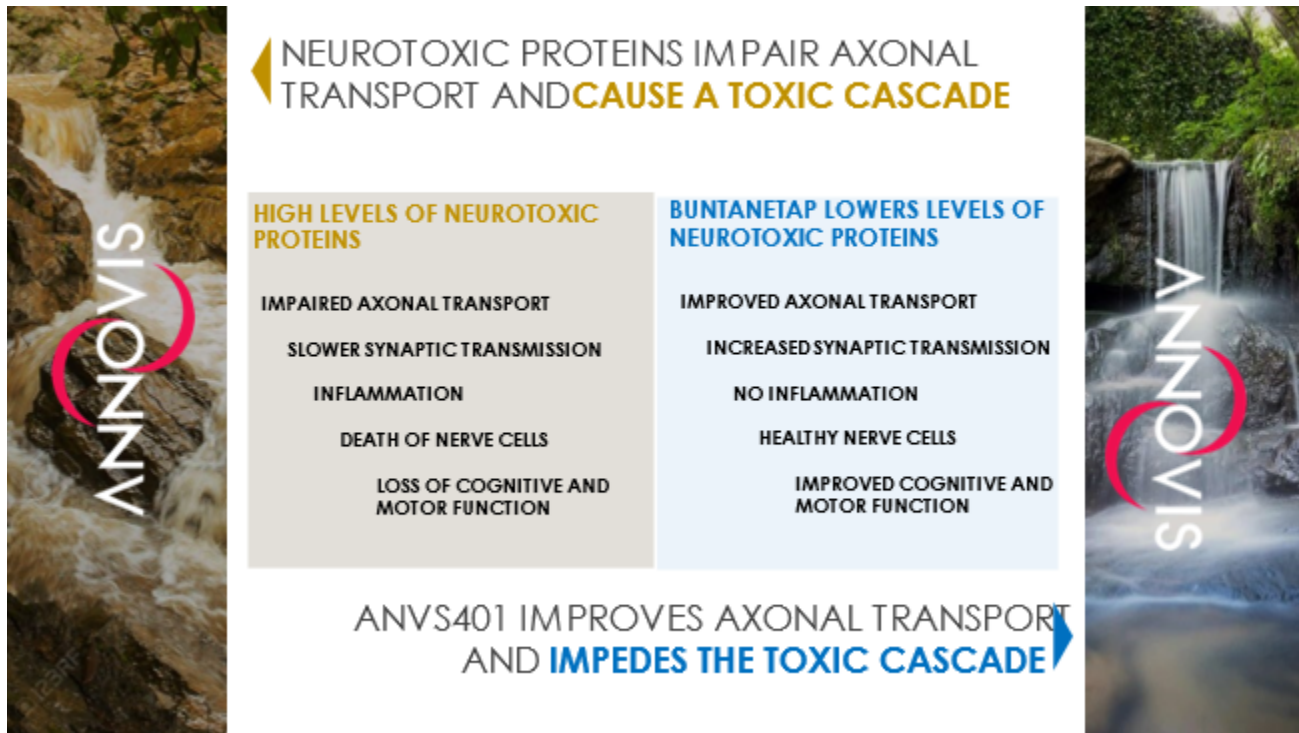 NEUROTOXIC PROTEINS IMPAIR AXONAL
TRANSPORT ANDCAUSE A TOXIC CASCADE
HIGH LEVELS OF NEUROTOXIC
PROTEINS
IMPAIRED AXONAL TRANSPORT
SLOWER SYNAPTIC TRANSMISSION
INFLAMMATION
DEATH OF NERVE CELLS
LOSS OF COGNITIVE AND
MOTOR FUNCTION
BUNTANETAP LOWERS LEVELS OF
NEUROTOXIC PROTEINS
IMPROVED AXONAL TRANSPORT
INCREASED SYNAPTIC TRANSMISSION
NO INFLAMMATION
HEALTHY NERVE CELLS
IMPROVED COGNITIVE AND
MOTOR FUNCTION
ANVS401 IMPROVES AXONAL TRANSPORT
AND IMPEDES THE TOXIC CASCADE
ANNOVIS
ANNOVIS